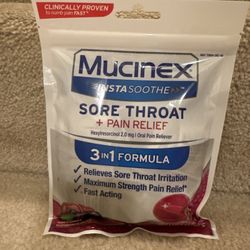 CLINICALLY PROVEN
to numb pain FAST*
Mucinex
INSTASOOTHE
SORE THROAT
+ PAIN RELIEF
Hexylresorcinol 2.0 mg | Oral Pain Reliever
3 IN 1 FORMULA
✓ Relieves Sore Throat Irritation
✓ Maximum Strength Pain Relief*
✓ Fast Acting